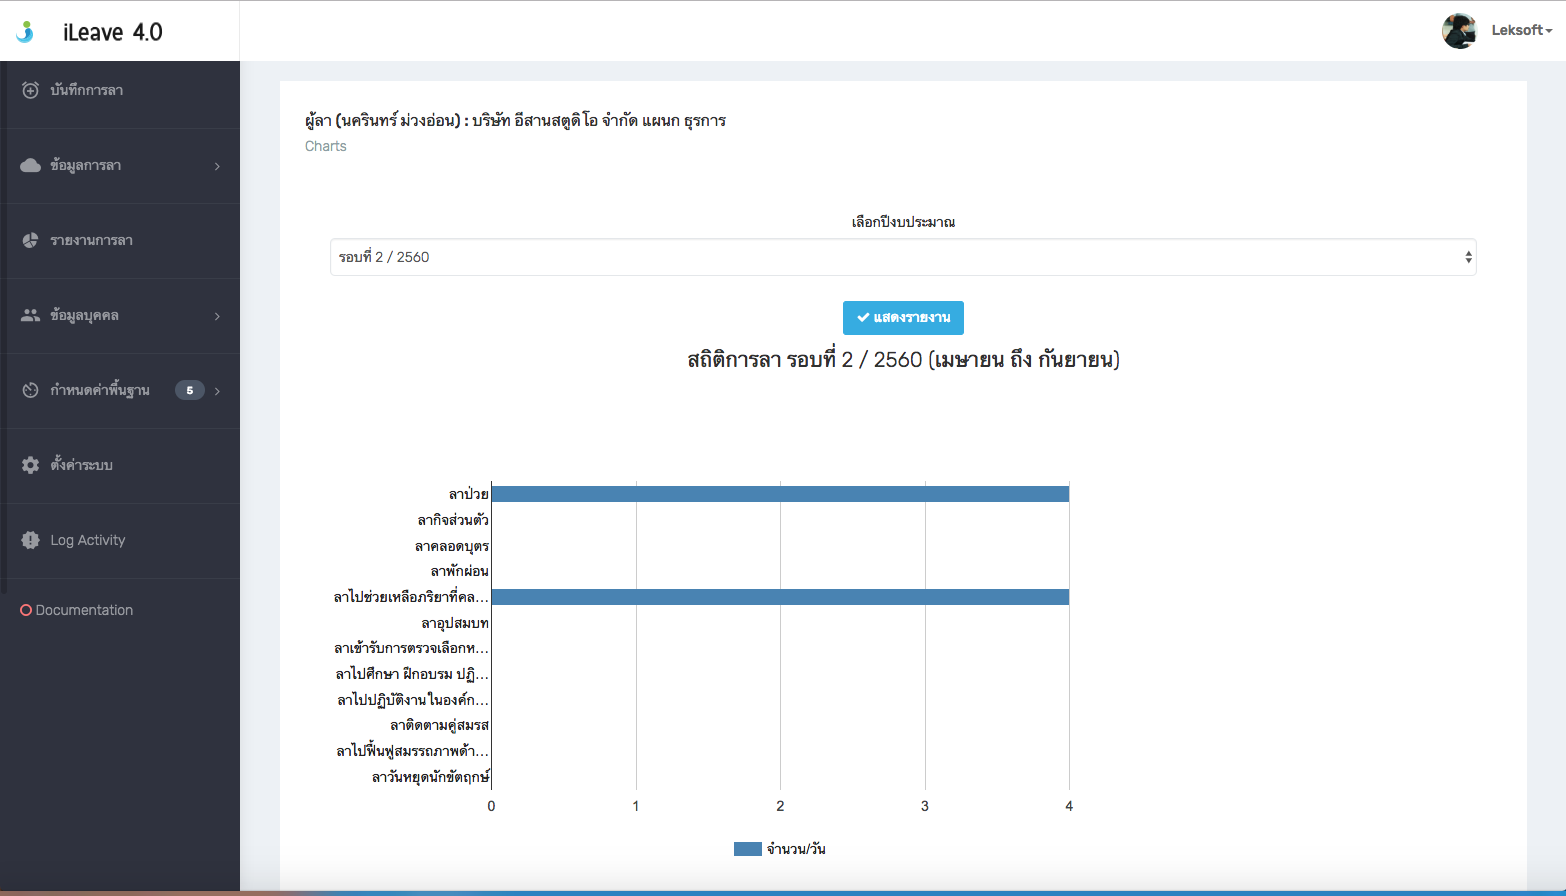 iLeave 4.0
Leksoft
บันทึกการลา
ข้อมูลการลา
รายงานการลา
ข้อมูลบุคคล
กำหนดค่าพื้นฐาน 5
ตั้งค่าระบบ
Log Activity
Documentation
ผู้ลา (นครินทร์ ม่วงอ่อน) : บริษัท อีสานสตูดิโอ จำกัด แผนก ธุรการ
Charts
เลือกปีงบประมาณ
รอบที่ 2 / 2560
แสดงรายงาน
สถิติการลา รอบที่ 2 / 2560 (เมษายน ถึง กันยายน)
ลาป่วย
ลากิจส่วนตัว
ลาคลอดบุตร
ลาพักผ่อน
ลาไปช่วยเหลือภริยาที่คล...
ลาอุปสมบท
ลาเข้ารับการตรวจเลือกห...
ลาไปศึกษา ฝึกอบรม ปฏิ...
ลาไปปฏิบัติงานในองค์ก...
ลาติดตามคู่สมรส
ลาไปฟื้นฟูสมรรถภาพด้า...
ลาวันหยุดนักขัตฤกษ์
0 1 2 3 4
จำนวน/วัน